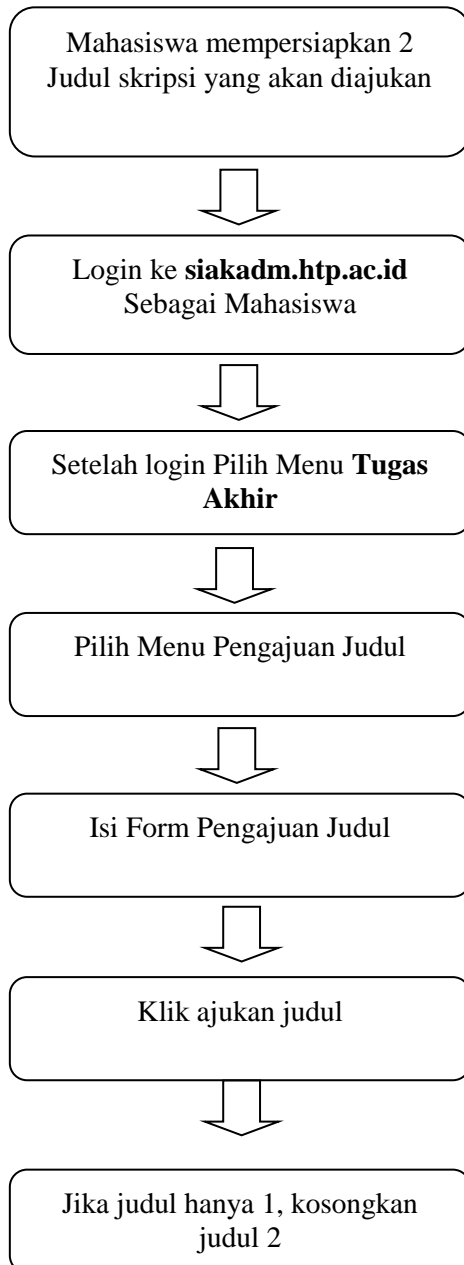 Mahasiswa mempersiapkan 2
Judul skripsi yang akan diajukan
Login ke siakadm.htp.ac.id
Sebagai Mahasiswa
Setelah login Pilih Menu Tugas
Akhir
Pilih Menu Pengajuan Judul
Isi Form Pengajuan Judul
Klik ajukan judul
Jika judul hanya 1, kosongkan
judul 2